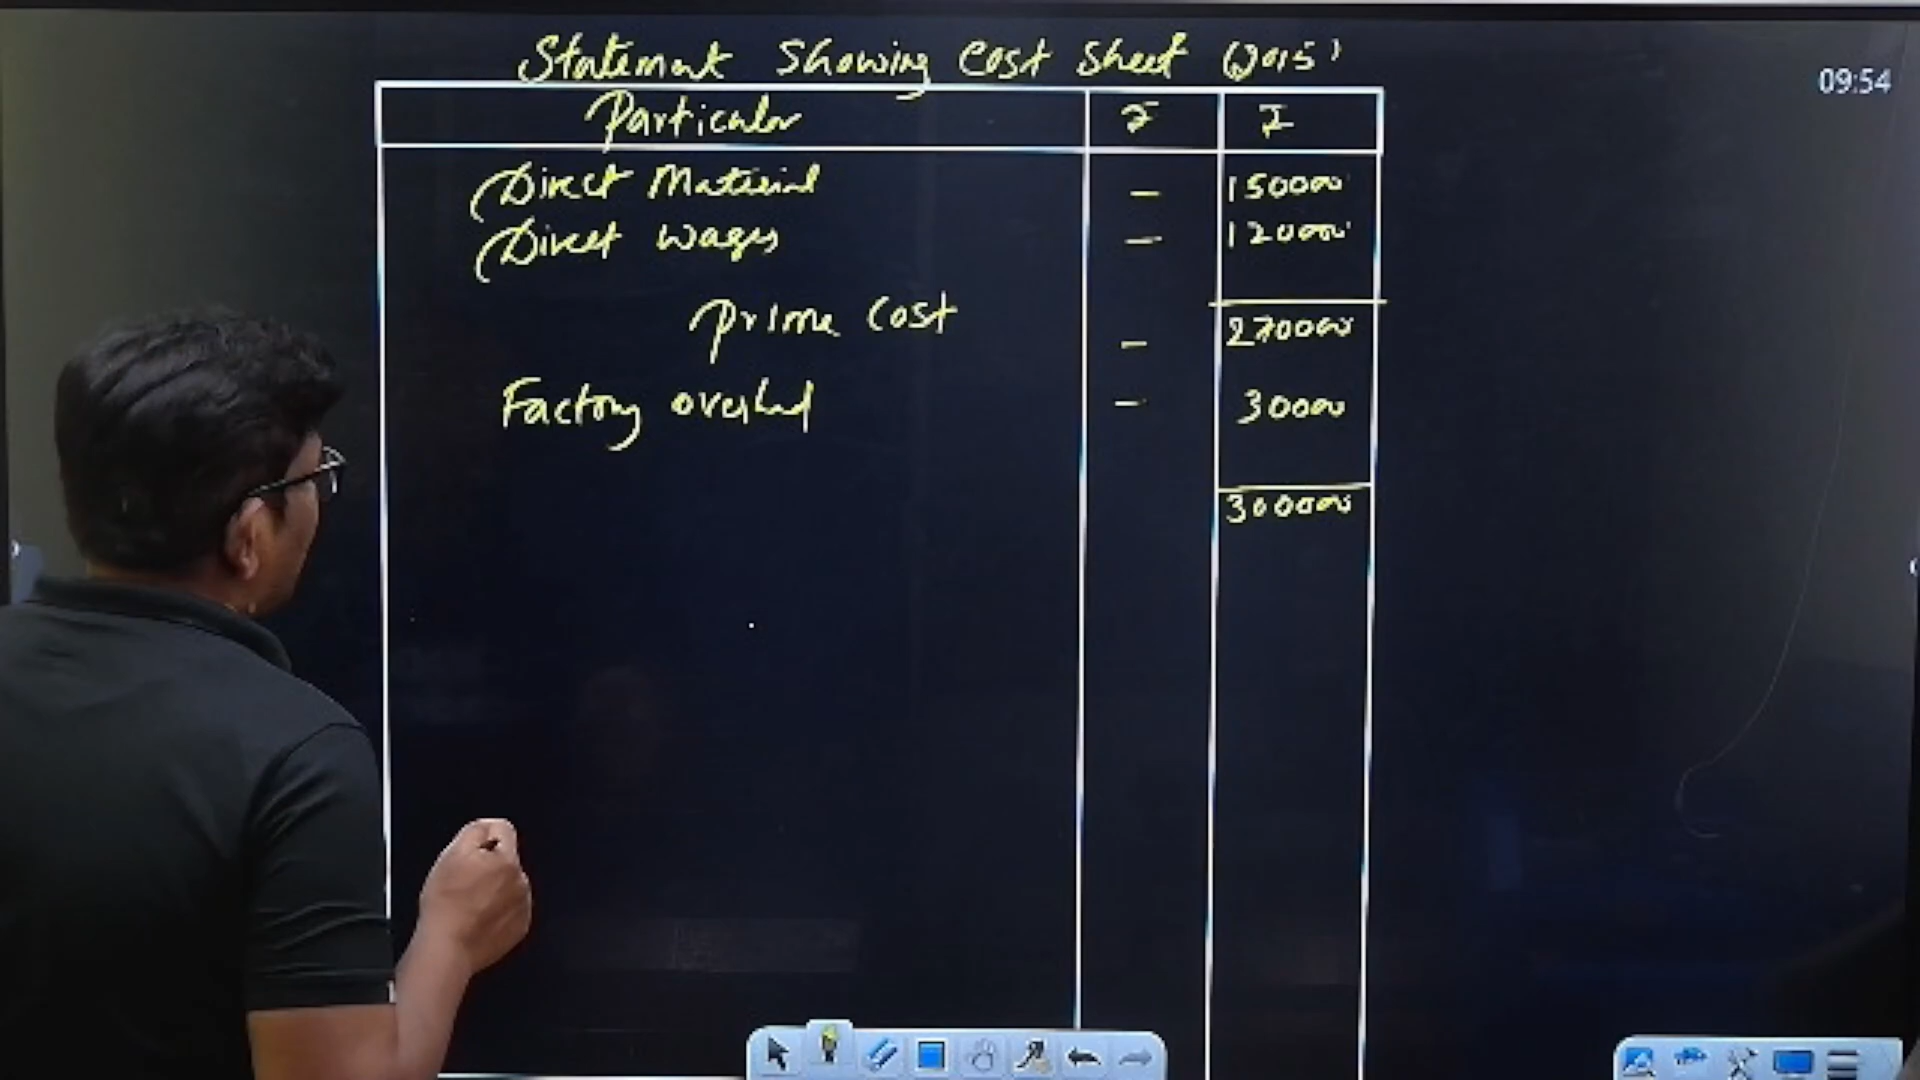 Statement Showing Cost Sheet (2015)
09:54
Particular ₹ ₹
Direct Material – 150000
Direct wages – 120000
Prime Cost – 270000
Factory overhead – 30000
300000